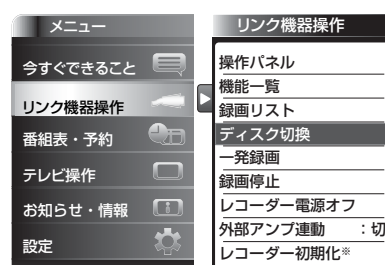 メニュー
今すぐできること
リンク機器操作
番組表・予約
テレビ操作
お知らせ・情報
設定
リンク機器操作
操作パネル
機能一覧
録画リスト
ディスク切換
一発録画
録画停止
レコーダー電源オフ
外部アンプ連動 ：切
レコーダー初期化※